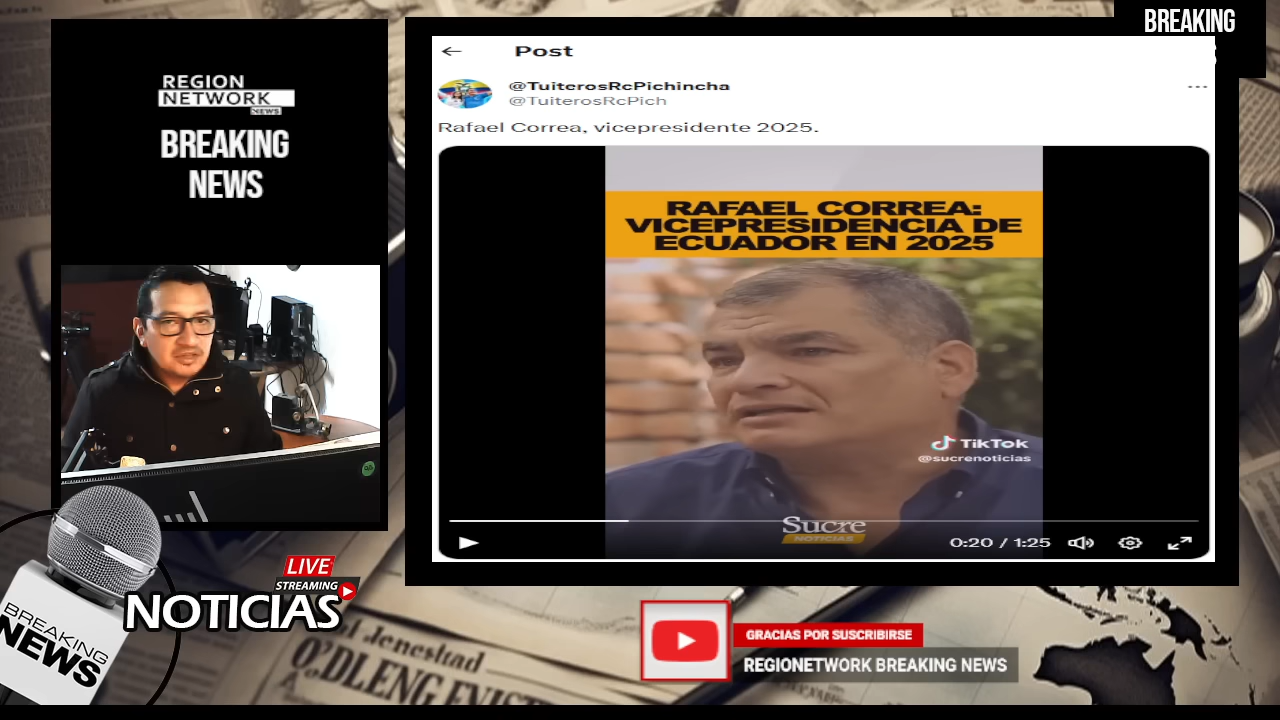 BREAKING
REGION
NETWORK
NEWS
BREAKING
NEWS
Post
@TuiterosRcPichincha
@TuiterosRcPich
Rafael Correa, vicepresidente 2025.
RAFAEL CORREA:
VICEPRESIDENCIA DE
ECUADOR EN 2025
TikTok
@sucrenoticias
Sucre
NOTICIAS
0:20 / 1:25
LIVE
STREAMING
NOTICIAS
BREAKING
NEWS
GRACIAS POR SUSCRIBIRSE
REGIONETWORK BREAKING NEWS